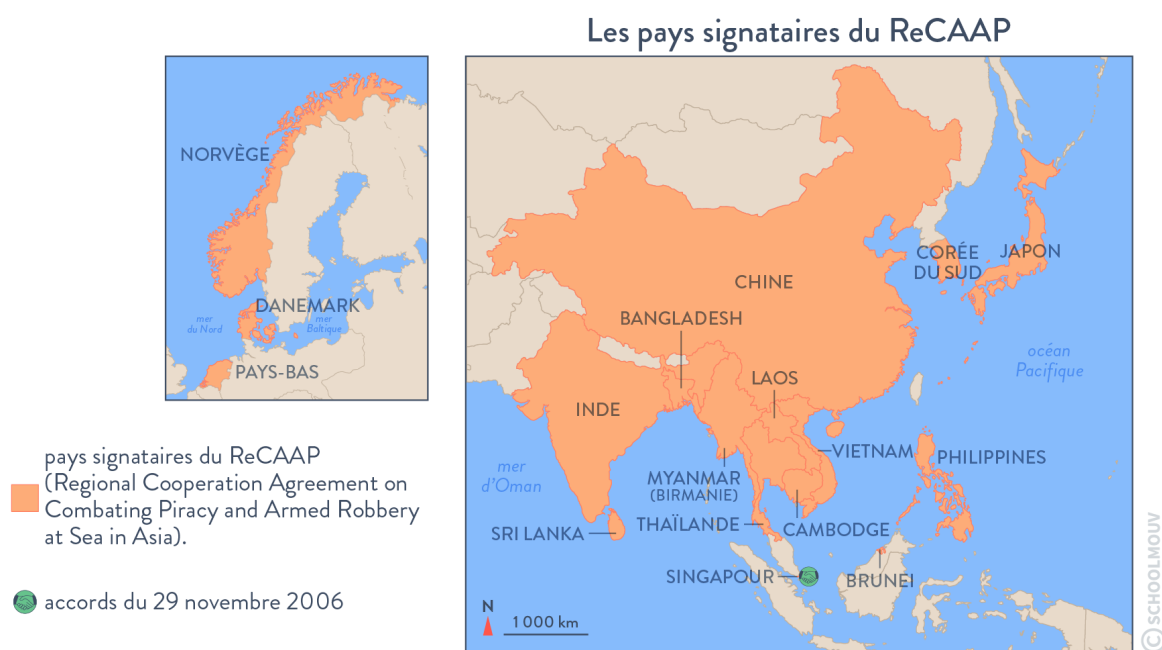 Les pays signataires du ReCAAP
NORVÈGE
DANEMARK
mer
du Nord
mer
Baltique
PAYS-BAS
CORÉE
DU SUD
JAPON
CHINE
BANGLADESH
LAOS
océan
Pacifique
INDE
VIETNAM
PHILIPPINES
mer
d'Oman
MYANMAR
(BIRMANIE)
THAÏLANDE
CAMBODGE
SRI LANKA
SINGAPOUR
BRUNEI
N
1 000 km
pays signataires du ReCAAP
(Regional Cooperation Agreement on
Combating Piracy and Armed Robbery
at Sea in Asia).
accords du 29 novembre 2006
© SCHOOLMOUV